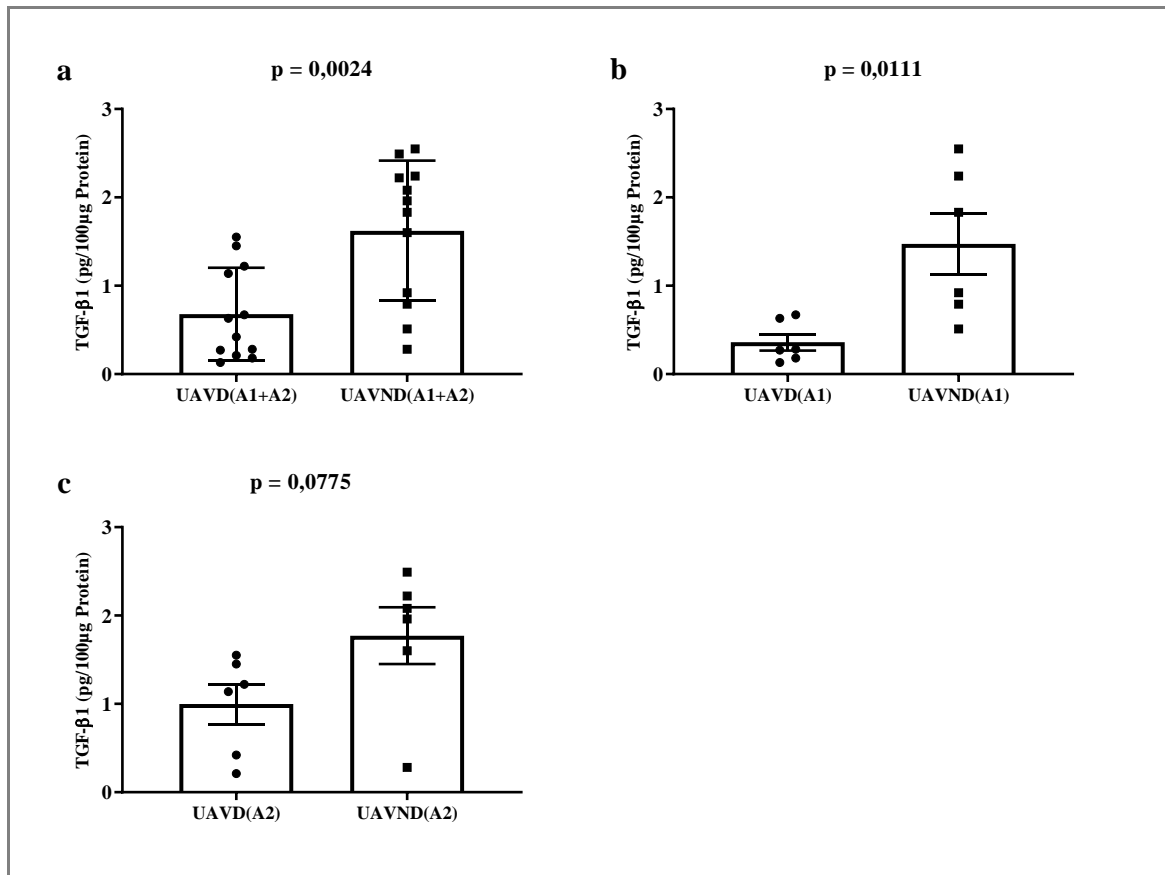 a
p = 0,0024
TGF-β1 (pg/100µg Protein)
3
2
1
0
UAVD(A1+A2) UAVND(A1+A2)
b
p = 0,0111
TGF-β1 (pg/100µg Protein)
3
2
1
0
UAVD(A1) UAVND(A1)
c
p = 0,0775
TGF-β1 (pg/100µg Protein)
3
2
1
0
UAVD(A2) UAVND(A2)